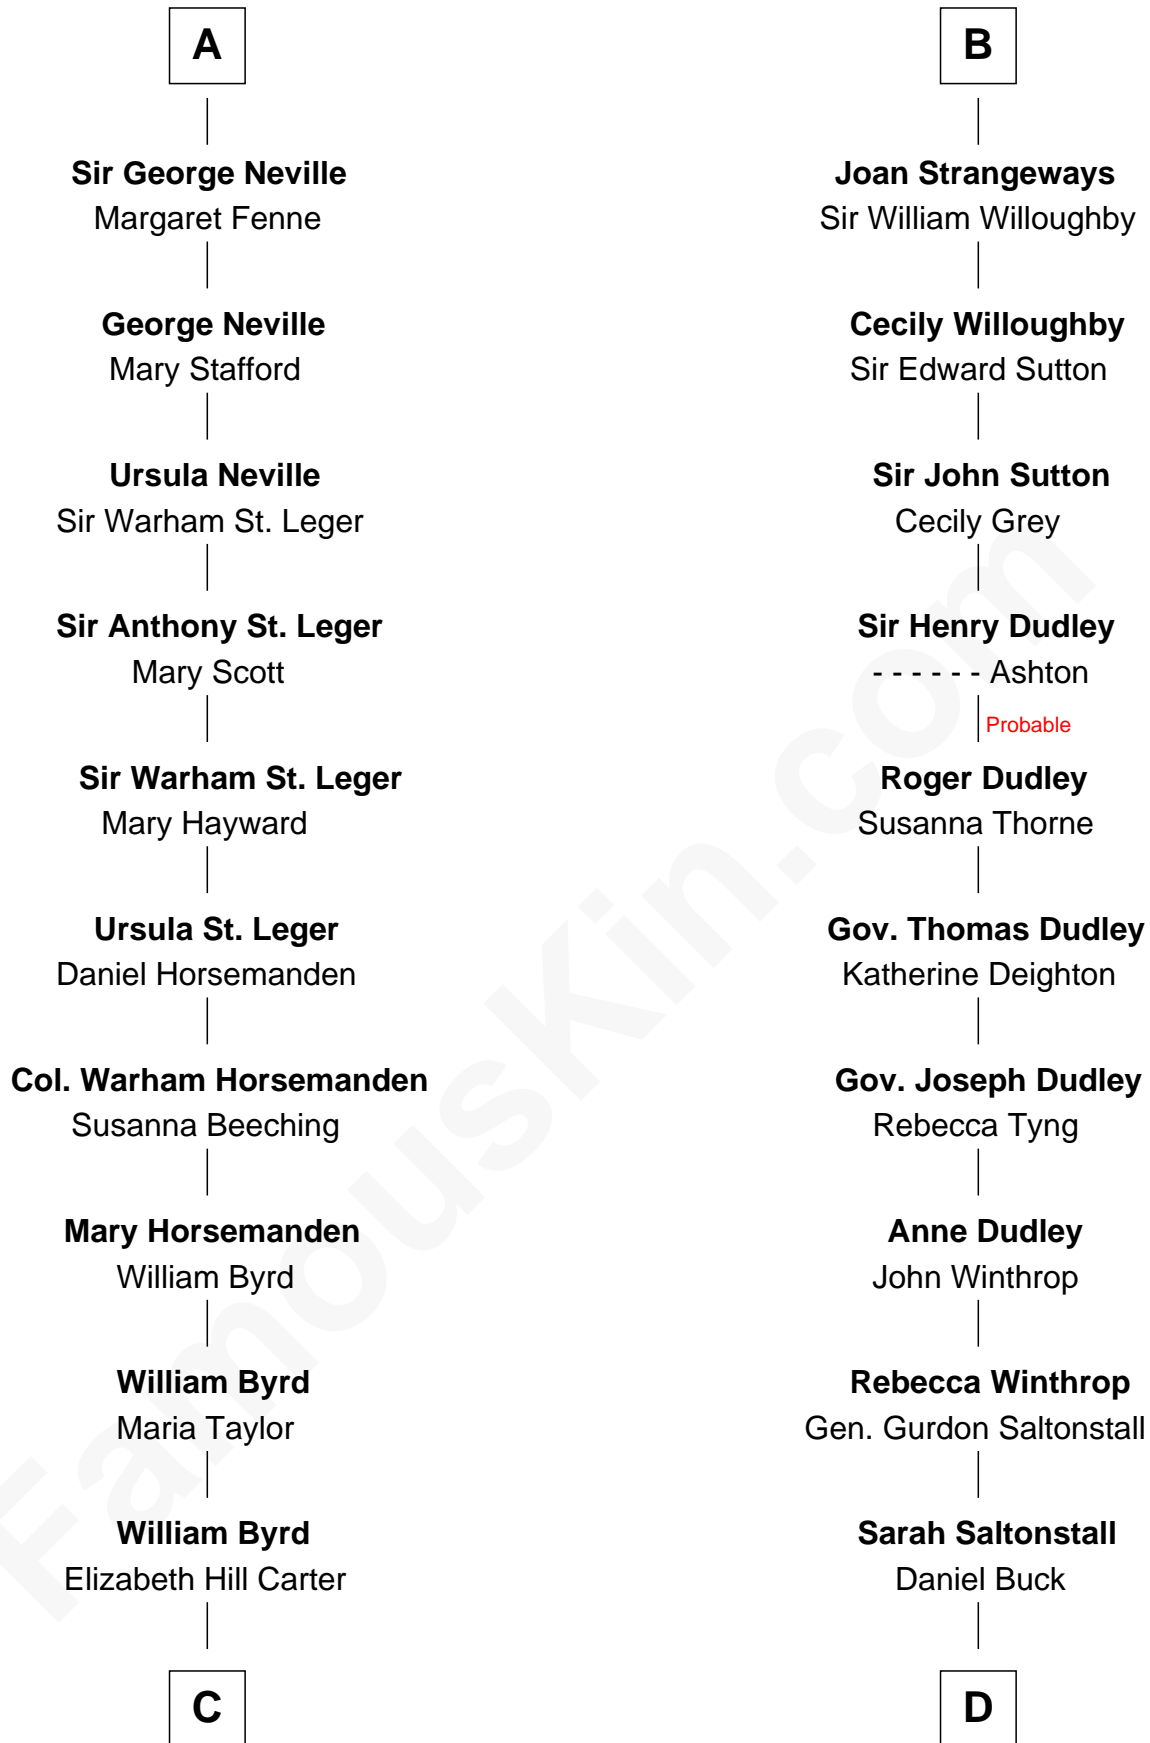 A
Sir George Neville
Margaret Fenne
George Neville
Mary Stafford
Ursula Neville
Sir Warham St. Leger
Sir Anthony St. Leger
Mary Scott
Sir Warham St. Leger
Mary Hayward
Ursula St. Leger
Daniel Horsemanden
Col. Warham Horsemanden
Susanna Beeching
Mary Horsemanden
William Byrd
William Byrd
Maria Taylor
William Byrd
Elizabeth Hill Carter
C
B
Joan Strangeways
Sir William Willoughby
Cecily Willoughby
Sir Edward Sutton
Sir John Sutton
Cecily Grey
Sir Henry Dudley
- - - - - - Ashton
Probable
Roger Dudley
Susanna Thorne
Gov. Thomas Dudley
Katherine Deighton
Gov. Joseph Dudley
Rebecca Tyng
Anne Dudley
John Winthrop
Rebecca Winthrop
Gen. Gurdon Saltonstall
Sarah Saltonstall
Daniel Buck
D
FamousKin.com